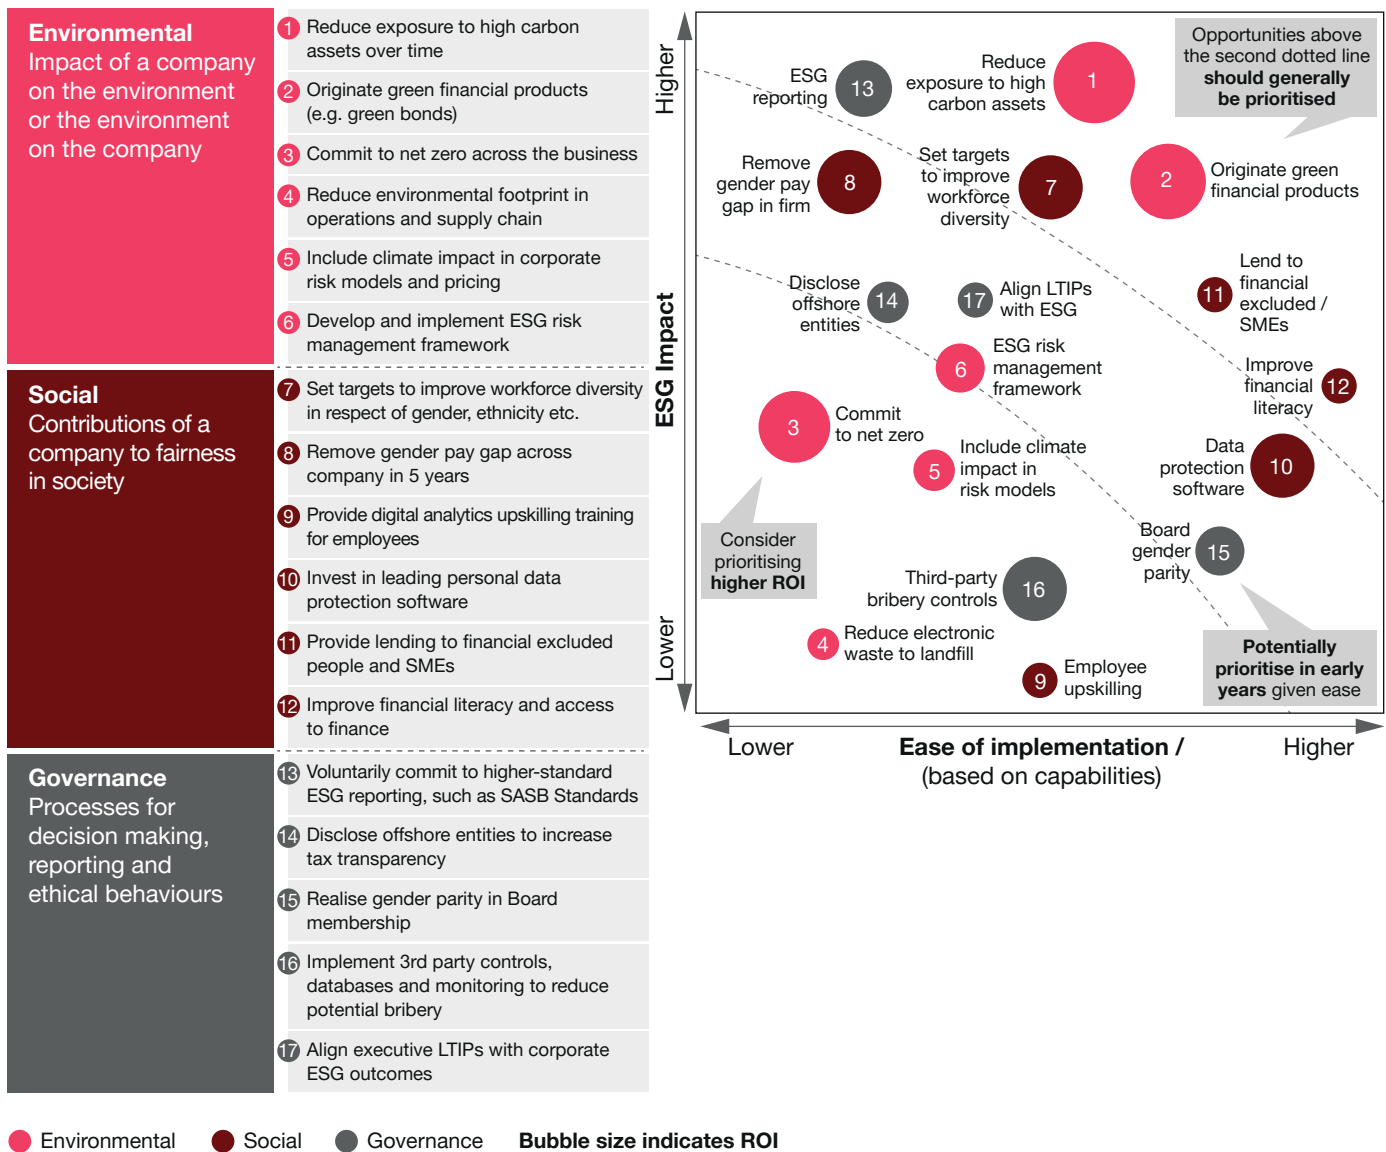 Environmental
Impact of a company
on the environment
or the environment
on the company
1 Reduce exposure to high carbon
assets over time
2 Originate green financial products
(e.g. green bonds)
3 Commit to net zero across the business
4 Reduce environmental footprint in
operations and supply chain
5 Include climate impact in corporate
risk models and pricing
6 Develop and implement ESG risk
management framework
Social
Contributions of a
company to fairness
in society
7 Set targets to improve workforce diversity
in respect of gender, ethnicity etc.
8 Remove gender pay gap across
company in 5 years
9 Provide digital analytics upskilling training
for employees
10 Invest in leading personal data
protection software
11 Provide lending to financial excluded
people and SMEs
12 Improve financial literacy and access
to finance
Governance
Processes for
decision making,
reporting and
ethical behaviours
13 Voluntarily commit to higher-standard
ESG reporting, such as SASB Standards
14 Disclose offshore entities to increase
tax transparency
15 Realise gender parity in Board
membership
16 Implement 3rd party controls,
databases and monitoring to reduce
potential bribery
17 Align executive LTIPs with corporate
ESG outcomes
Higher
ESG Impact
Lower
ESG
reporting
13
Reduce
exposure to high
carbon assets
1
Opportunities above
the second dotted line
should generally
be prioritised
Remove
gender pay
gap in firm
8
Set targets
to improve
workforce
diversity
7
2
Originate green
financial products
Disclose
offshore
entities
14
17
Align LTIPs
with ESG
11
Lend to
financial
excluded /
SMEs
6
ESG risk
management
framework
Improve
financial
literacy
12
3
Commit
to net zero
5
Include climate
impact in
risk models
Data
protection
software
10
Consider
prioritising
higher ROI
Board
gender
parity
15
Third-party
bribery controls
16
4
Reduce electronic
waste to landfill
9
Employee
upskilling
Potentially
prioritise in early
years given ease
Lower
Ease of implementation /
(based on capabilities)
Higher
Environmental
Social
Governance
Bubble size indicates ROI